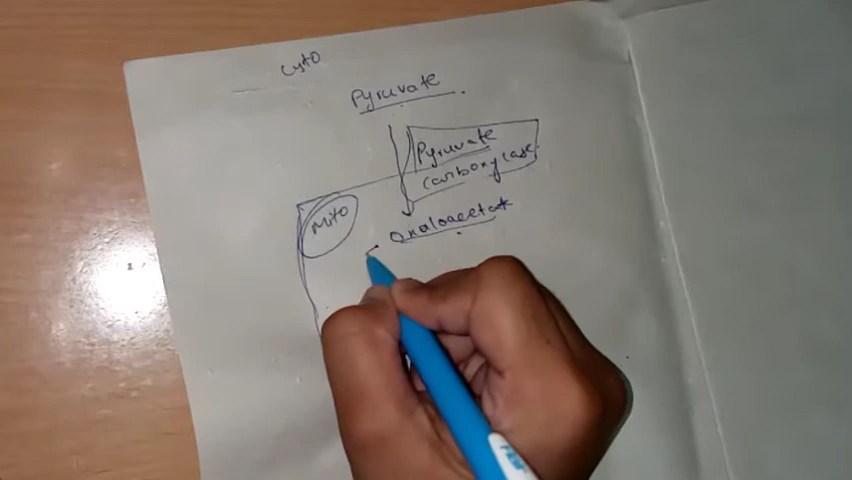 Cyto
Pyruvate
Pyruvate
carboxylase
Mito
Oxaloacetate